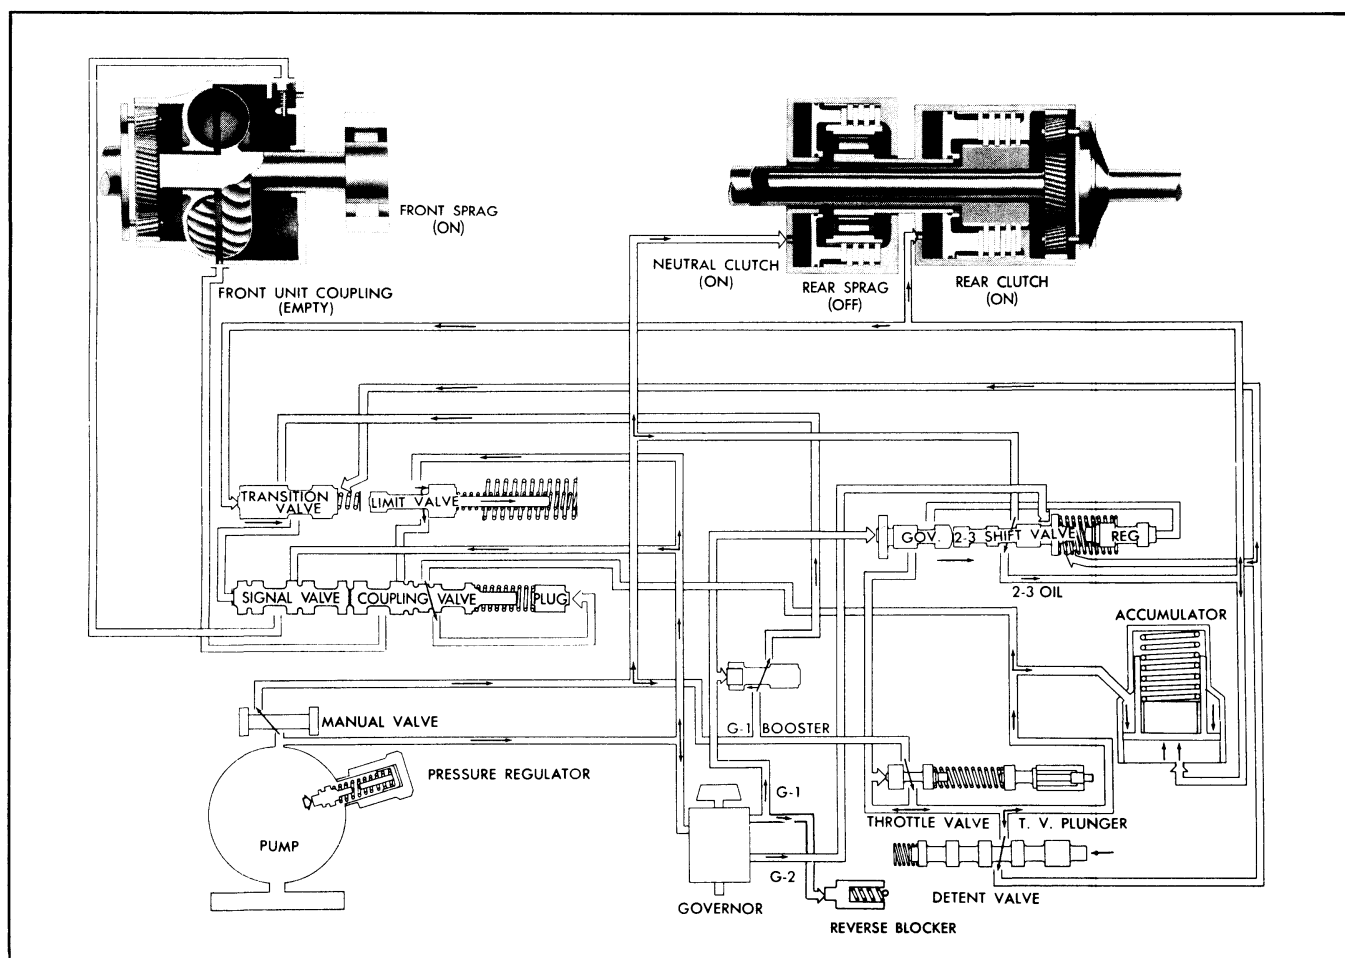 FRONT SPRAG
(ON)
NEUTRAL CLUTCH
(ON)
REAR SPRAG
(OFF)
REAR CLUTCH
(ON)
FRONT UNIT COUPLING
(EMPTY)
TRANSITION
VALVE
LIMIT VALVE
GOV.
2-3 SHIFT VALVE
REG
SIGNAL VALVE
COUPLING VALVE
PLUG
2-3 OIL
ACCUMULATOR
MANUAL VALVE
G-1 BOOSTER
PRESSURE REGULATOR
G-1
THROTTLE VALVE
T. V. PLUNGER
PUMP
G-2
DETENT VALVE
GOVERNOR
REVERSE BLOCKER